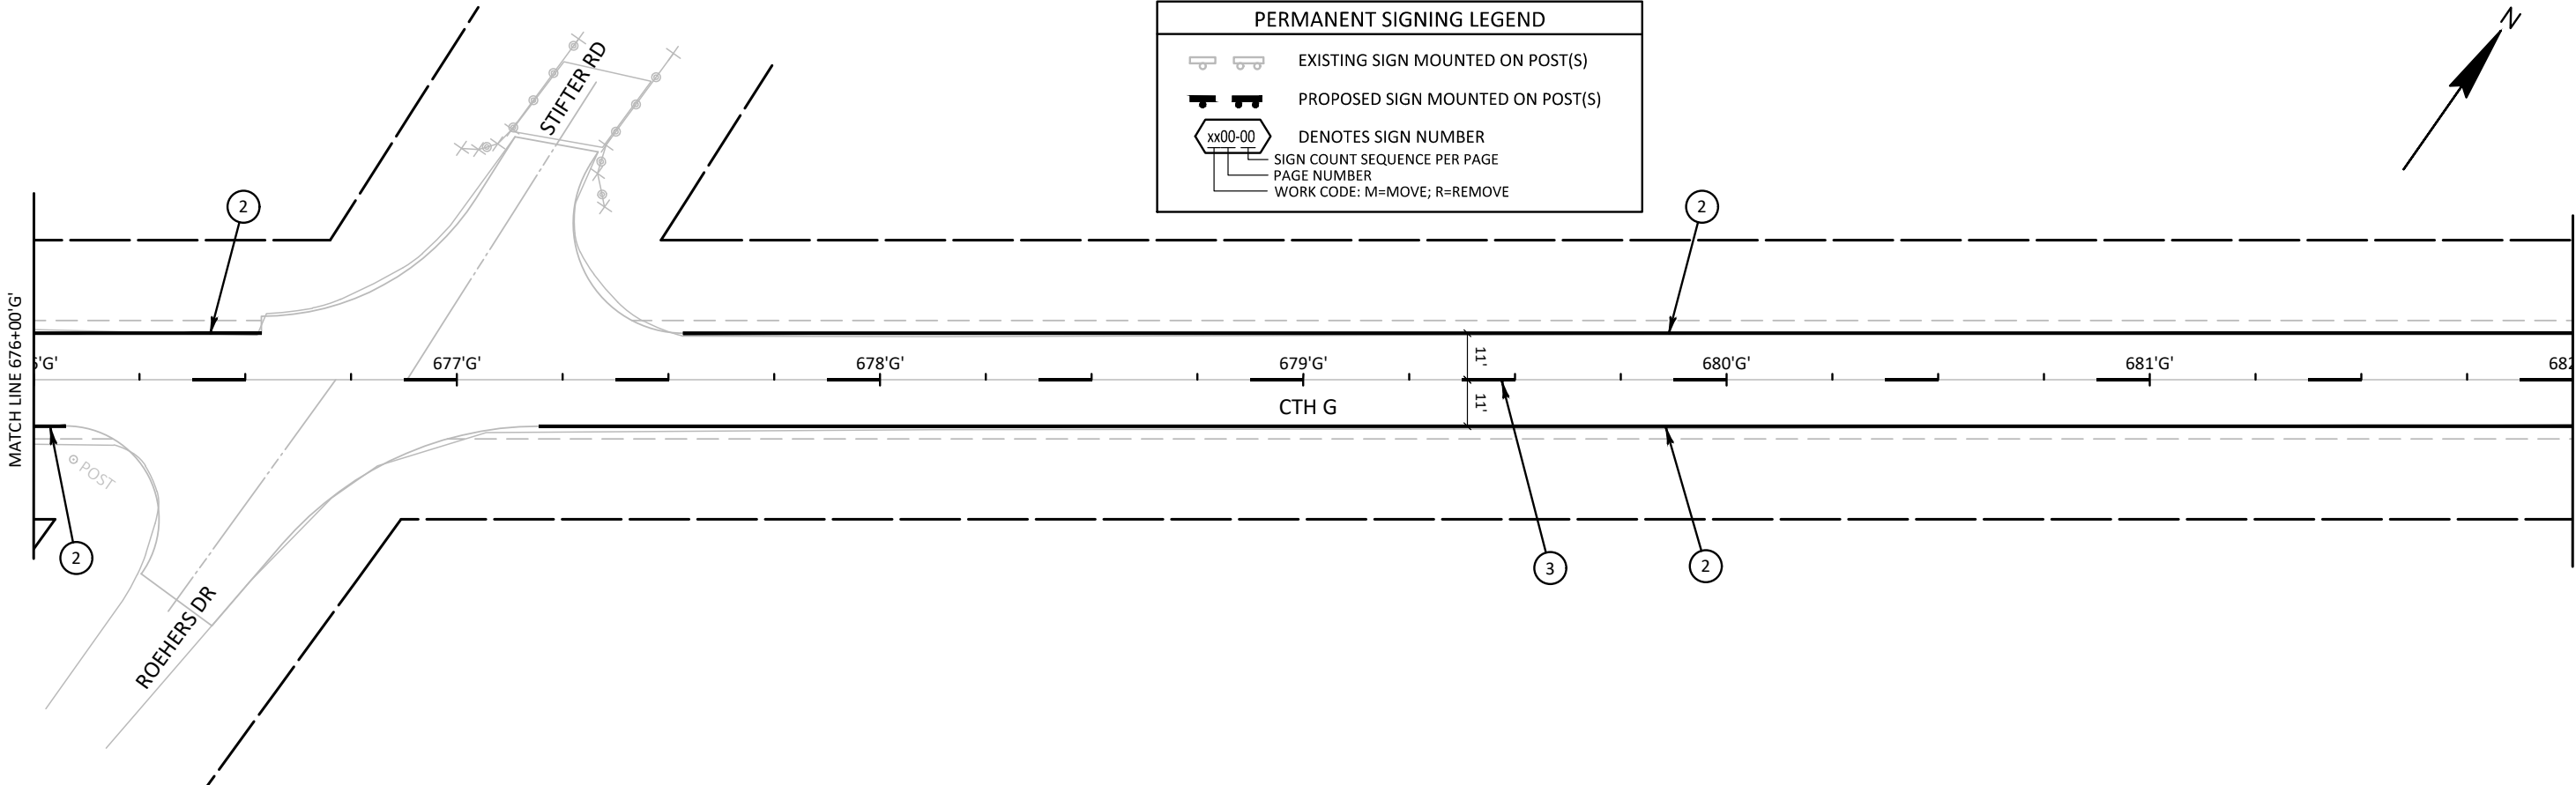 PERMANENT SIGNING LEGEND
EXISTING SIGN MOUNTED ON POST(S)
PROPOSED SIGN MOUNTED ON POST(S)
xx00-00
DENOTES SIGN NUMBER
SIGN COUNT SEQUENCE PER PAGE
PAGE NUMBER
WORK CODE: M=MOVE; R=REMOVE
N
STIFTER RD
2
2
MATCH LINE 676+00'G'
'G'
677'G'
678'G'
679'G'
680'G'
681'G'
682
11'
11'
CTH G
POST
2
3
2
ROEHERS DR